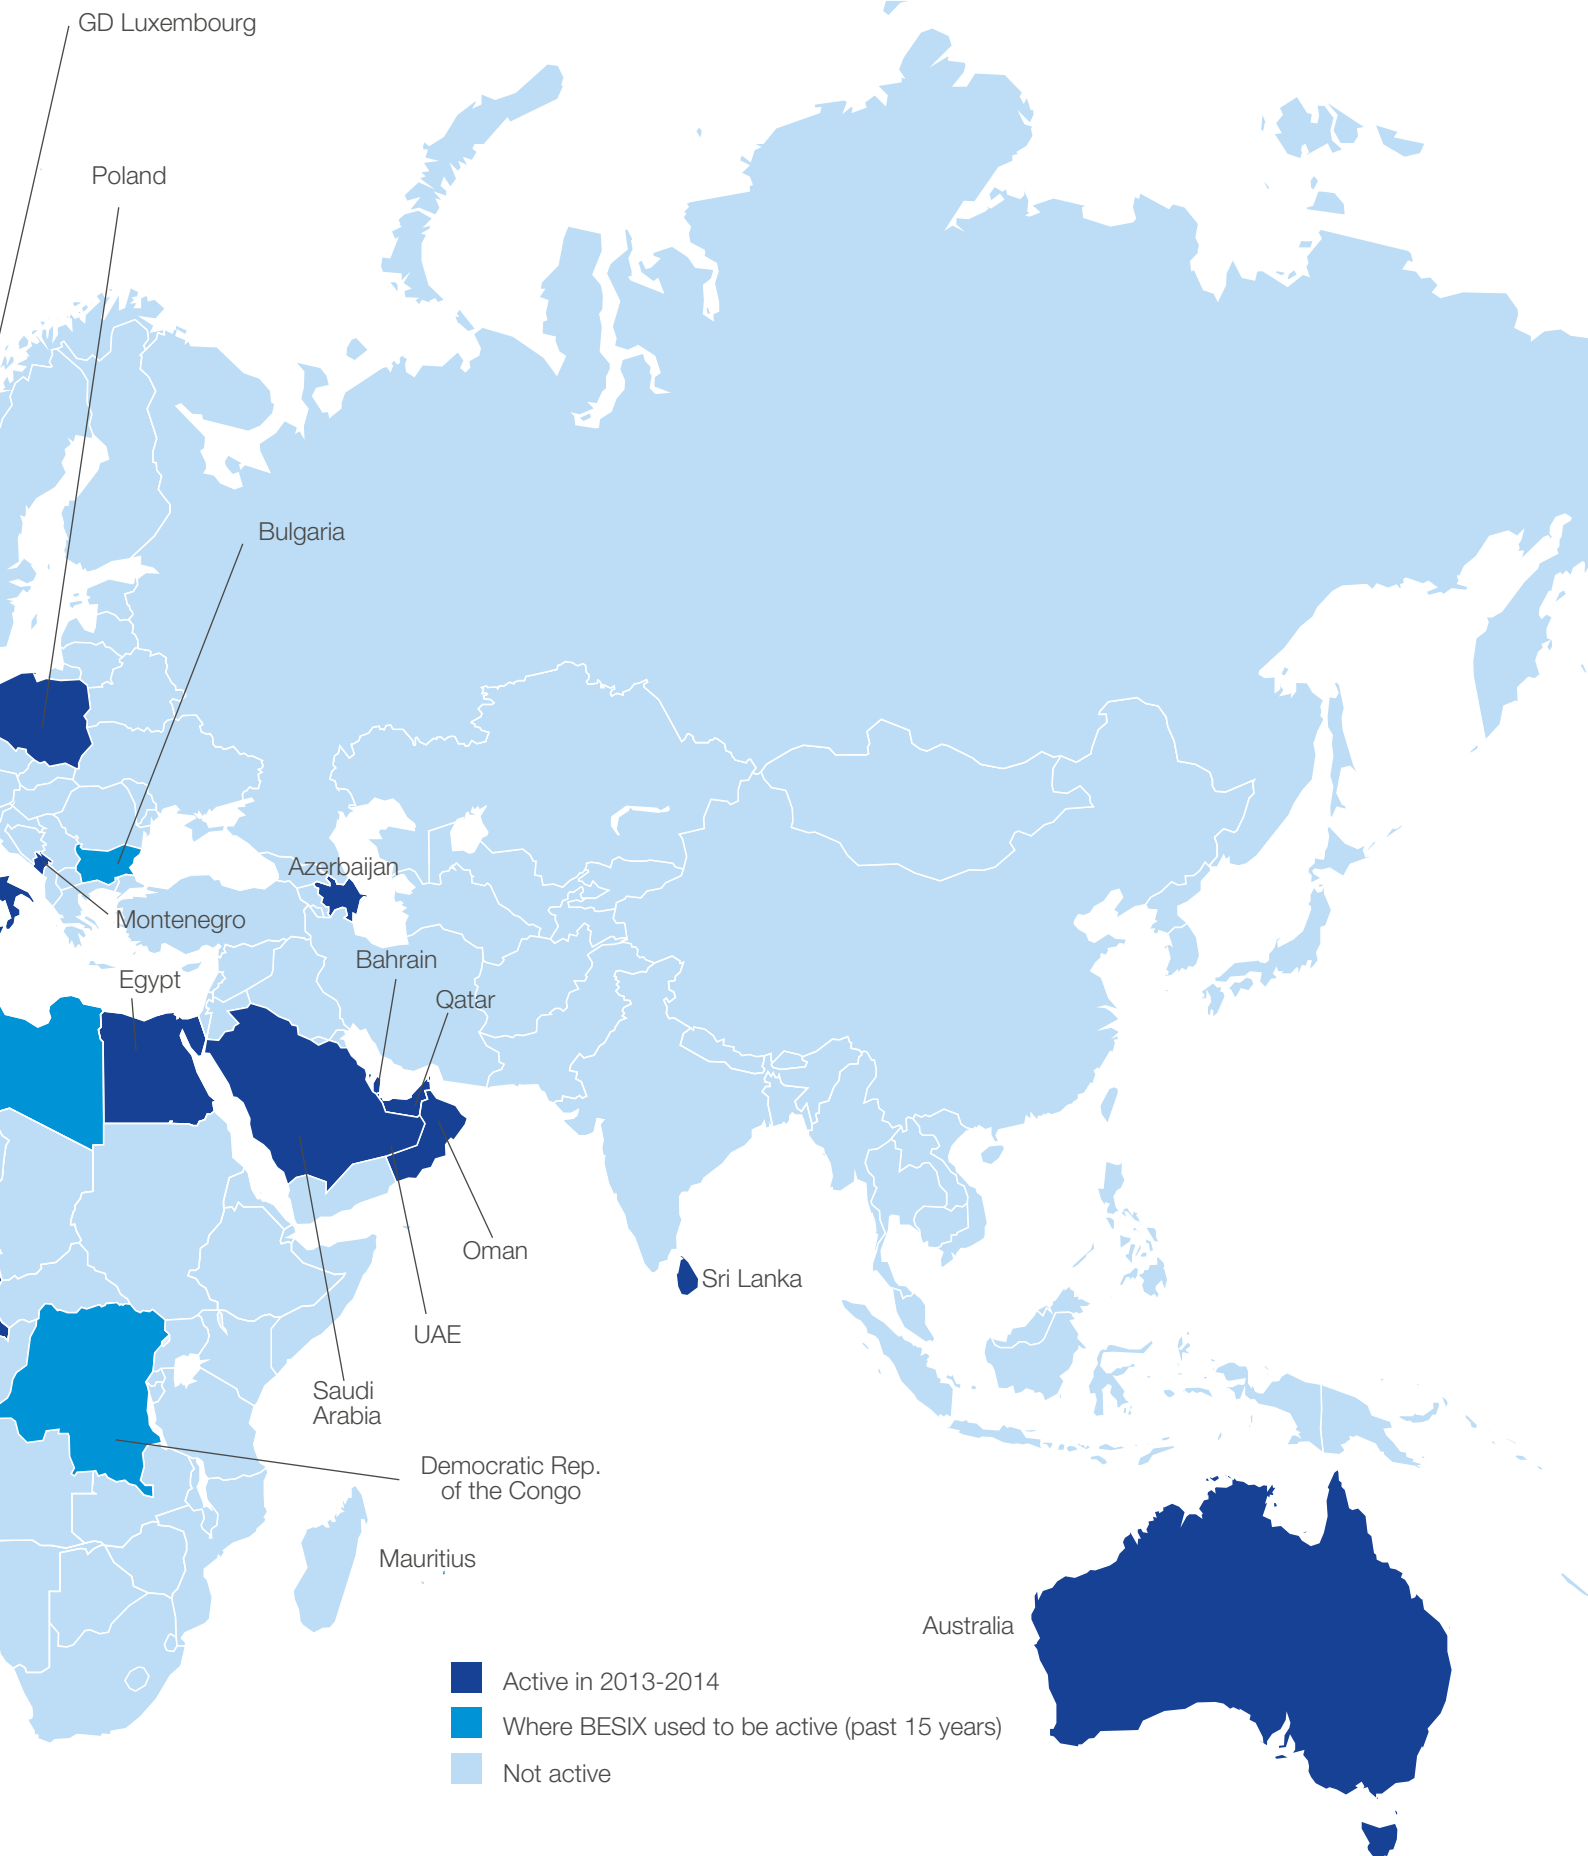 GD Luxembourg
Poland
Bulgaria
Azerbaijan
Montenegro
Bahrain
Egypt
Qatar
Oman
Sri Lanka
UAE
Saudi
Arabia
Democratic Rep.
of the Congo
Mauritius
Australia
Active in 2013-2014
Where BESIX used to be active (past 15 years)
Not active